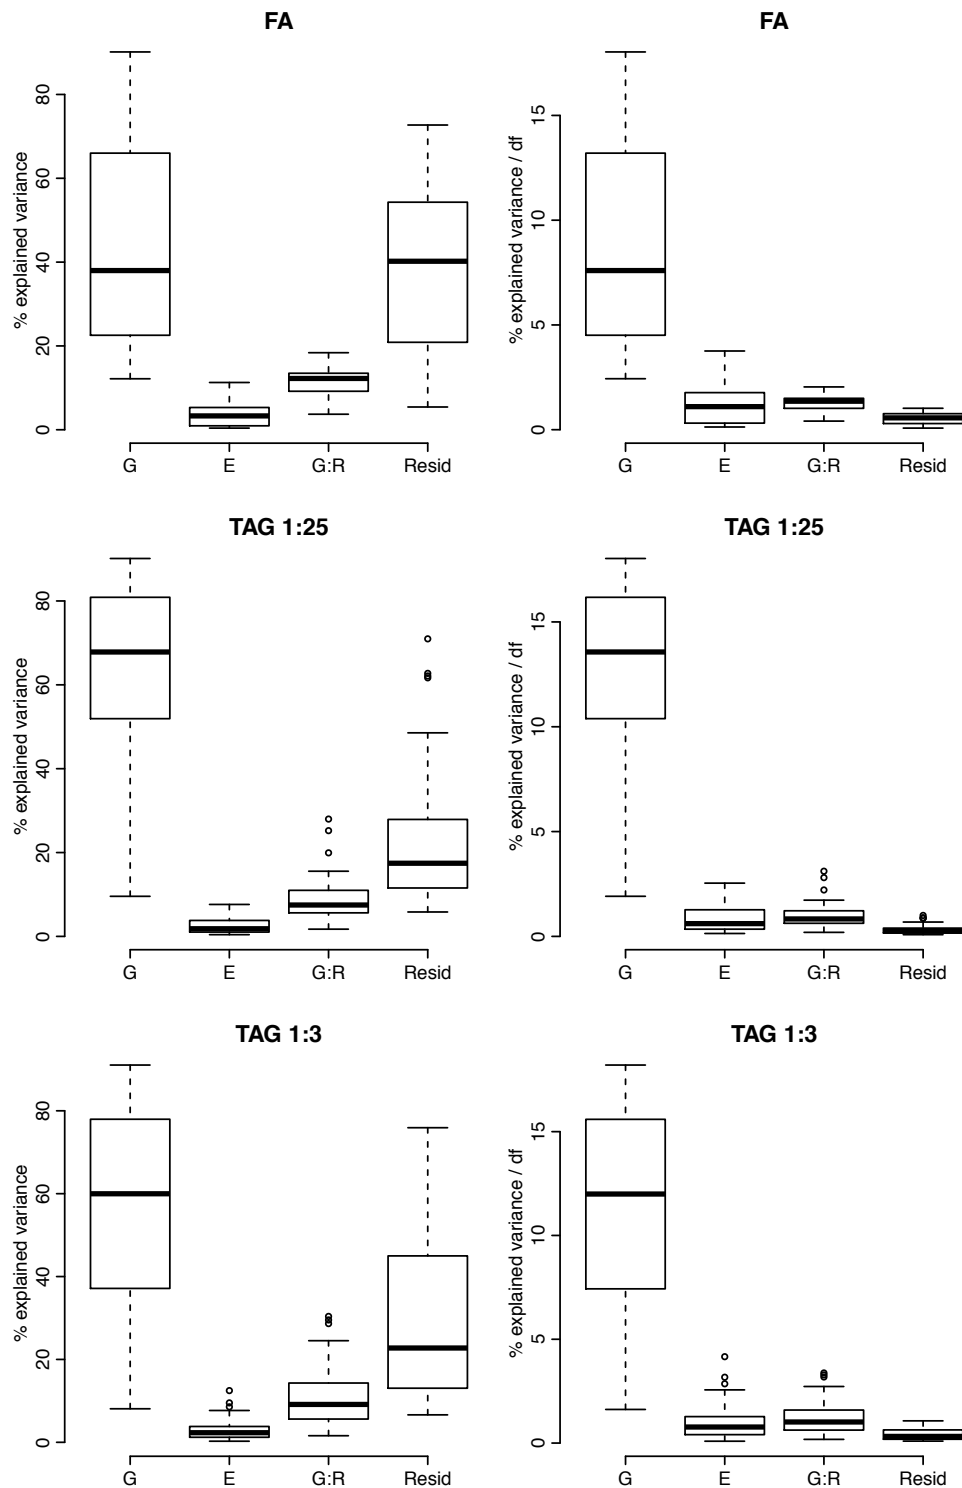 FA
% explained variance
80
60
40
20
0
G E G:R Resid
FA
% explained variance / df
15
10
5
0
G E G:R Resid
TAG 1:25
% explained variance
80
60
40
20
0
G E G:R Resid
TAG 1:25
% explained variance / df
15
10
5
0
G E G:R Resid
TAG 1:3
% explained variance
80
60
40
20
0
G E G:R Resid
TAG 1:3
% explained variance / df
15
10
5
0
G E G:R Resid